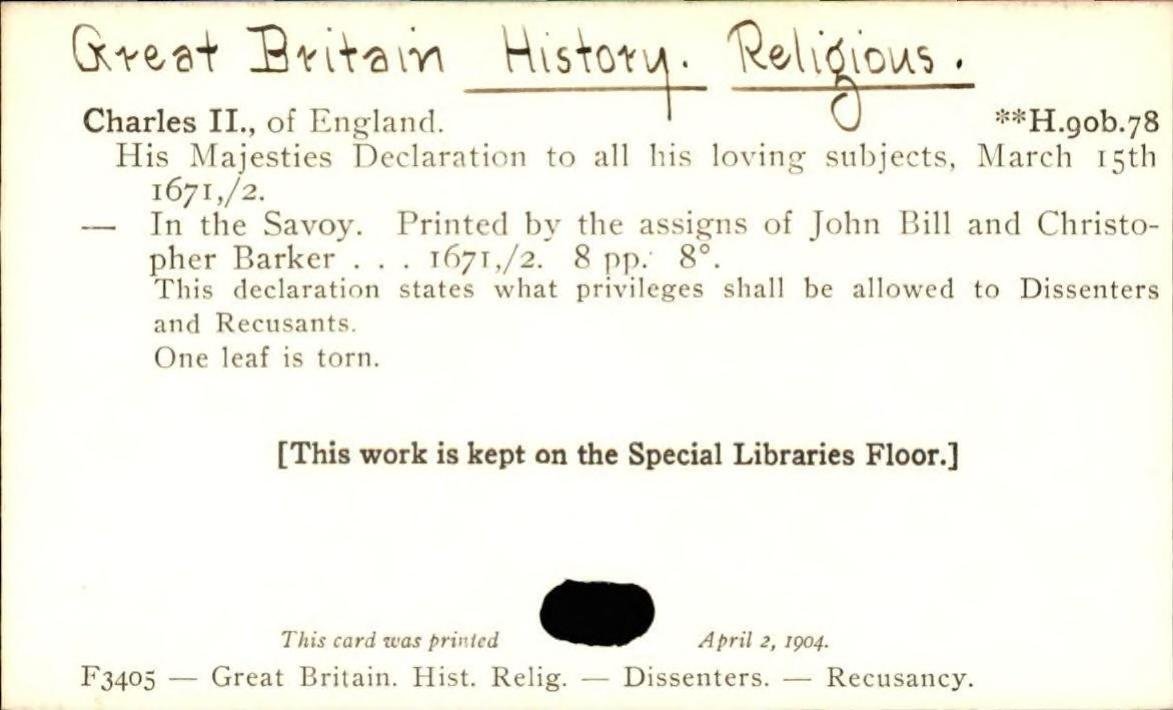 Great Britain History. Religious.
Charles II., of England. **H.90b.78
His Majesties Declaration to all his loving subjects, March 15th
1671,/2.
— In the Savoy. Printed by the assigns of John Bill and Christo-
pher Barker . . . 1671,/2. 8 pp. 8°.
This declaration states what privileges shall be allowed to Dissenters
and Recusants.
One leaf is torn.
[This work is kept on the Special Libraries Floor.]
This card was printed April 2, 1904.
F3405 — Great Britain. Hist. Relig. — Dissenters. — Recusancy.